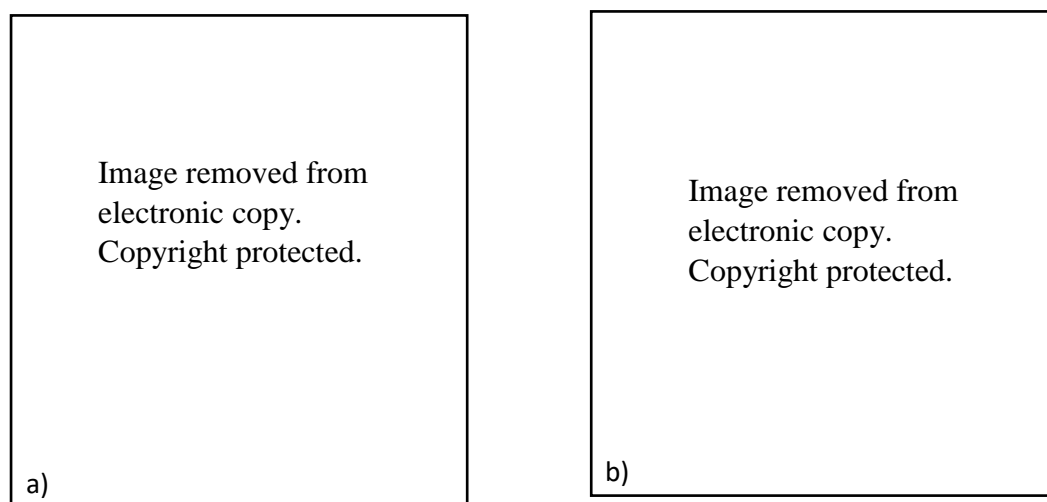 Image removed from
electronic copy.
Copyright protected.
a)
Image removed from
electronic copy.
Copyright protected.
b)